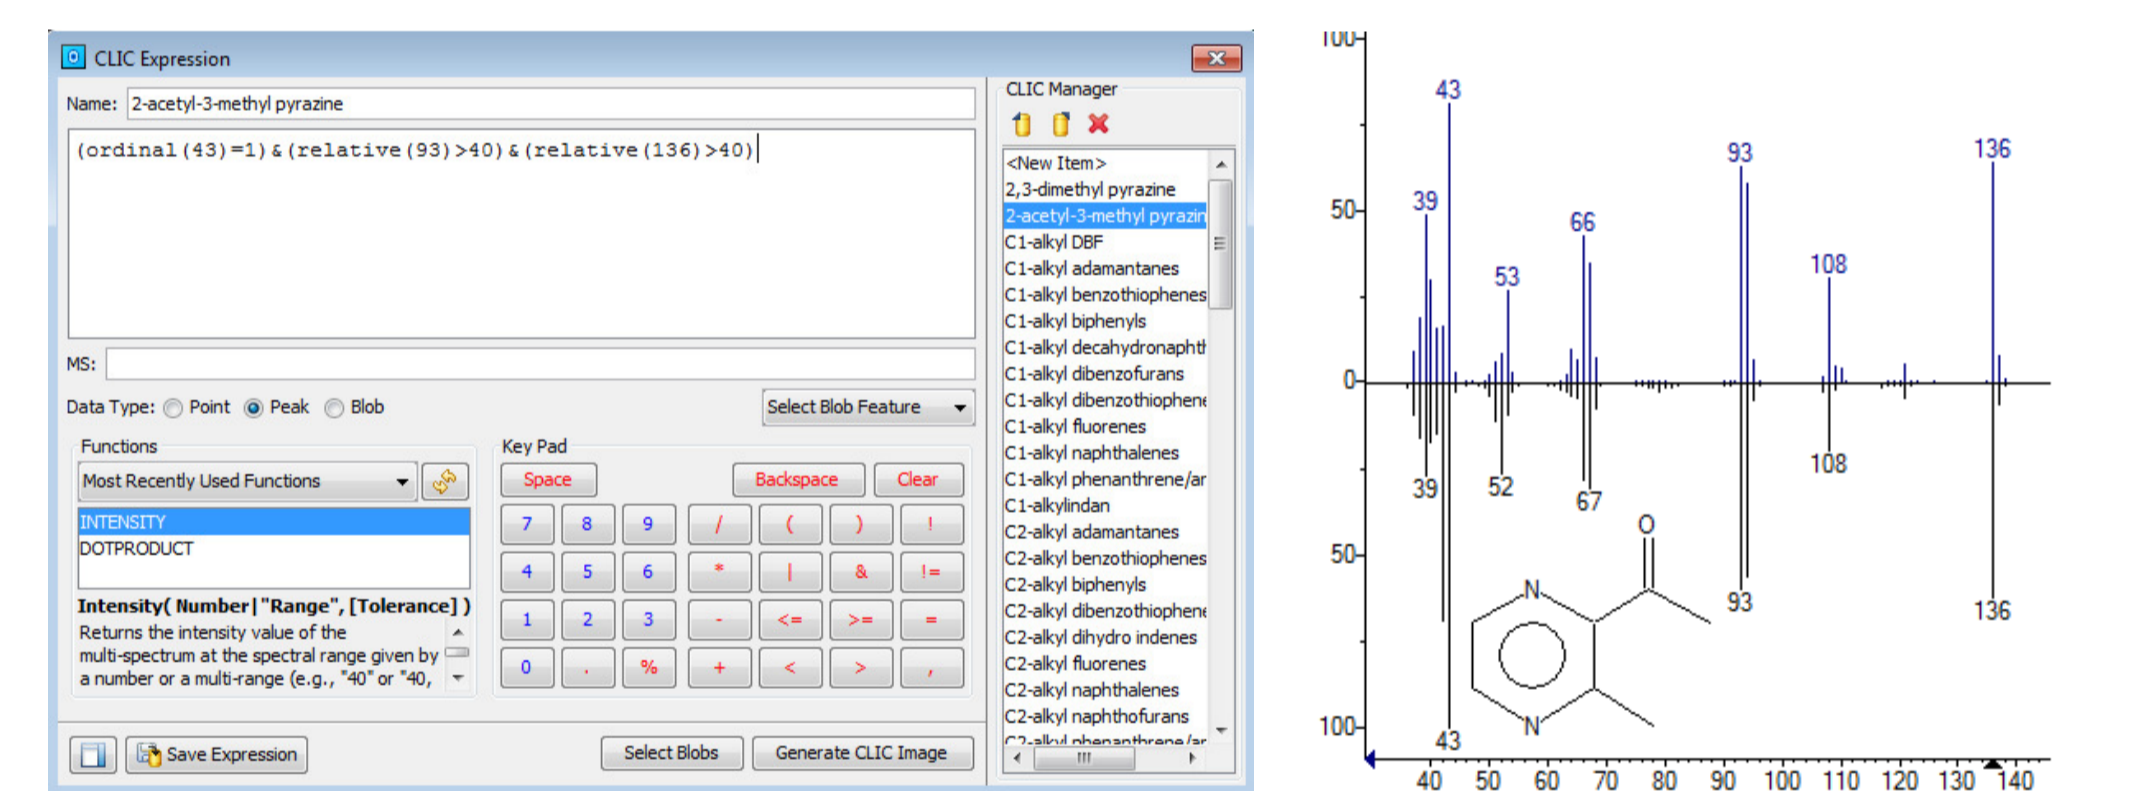 CLIC Expression
Name: 2-acetyl-3-methyl pyrazine
(ordinal(43)=1)&(relative(93)>40)&(relative(136)>40)
MS:
Data Type: Point Peak Blob
Select Blob Feature
Functions
Most Recently Used Functions
INTENSITY
DOTPRODUCT
Intensity( Number|"Range", [Tolerance] )
Returns the intensity value of the
multi-spectrum at the spectral range given by
a number or a multi-range (e.g., "40" or "40,
Key Pad
Space Backspace Clear
7 8 9 / ( ) !
4 5 6 * | & !=
1 2 3 - <= >= =
0 . % + < > ,
Save Expression
Select Blobs
Generate CLIC Image
CLIC Manager
<New Item>
2,3-dimethyl pyrazine
2-acetyl-3-methyl pyrazin
C1-alkyl DBF
C1-alkyl adamantanes
C1-alkyl benzothiophenes
C1-alkyl biphenyls
C1-alkyl decahydronaphth
C1-alkyl dibenzofurans
C1-alkyl dibenzothiophene
C1-alkyl fluorenes
C1-alkyl naphthalenes
C1-alkyl phenanthrene/ar
C1-alkylindan
C2-alkyl adamantanes
C2-alkyl benzothiophenes
C2-alkyl biphenyls
C2-alkyl dibenzothiophene
C2-alkyl dihydro indenes
C2-alkyl fluorenes
C2-alkyl naphthalenes
C2-alkyl naphthofurans
C2-alkyl phenanthrene/ar
100
50
0
50
100
43
93
136
39
66
53
108
39
52
67
108
93
136
43
O
N
N
40 50 60 70 80 90 100 110 120 130 140